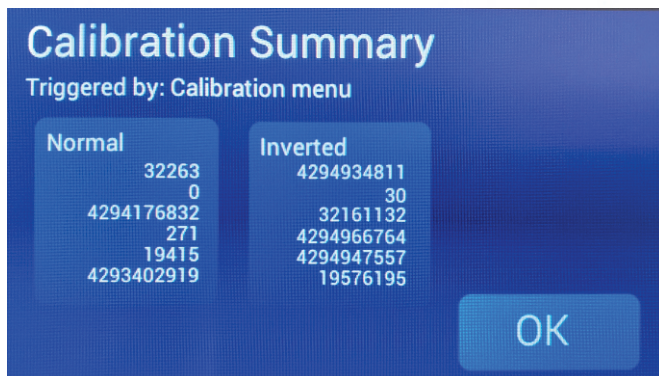 Calibration Summary
Triggered by: Calibration menu
Normal
32263
0
4294176832
271
19415
4293402919
Inverted
4294934811
30
32161132
4294966764
4294947557
19576195
OK